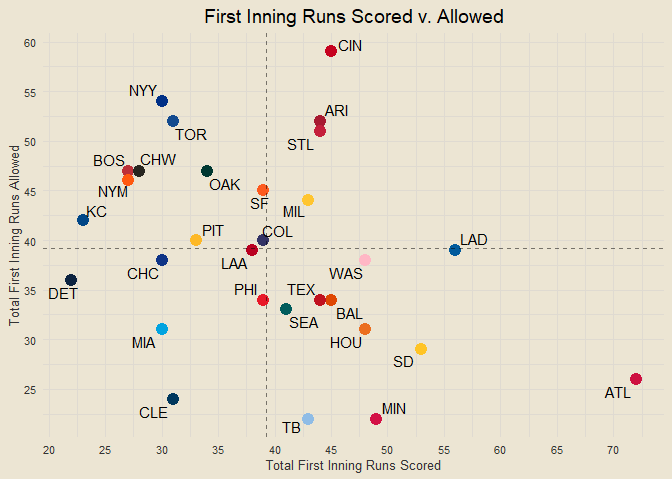 First Inning Runs Scored v. Allowed
60
CIN
55
NYY
ARI
TOR
50
STL
BOS
CHW
OAK
NYM
45
SF
MIL
KC
PIT
COL
LAD
40
LAA
CHC
WAS
DET
35
PHI
TEX
BAL
SEA
MIA
HOU
30
SD
ATL
25
CLE
MIN
TB
Total First Inning Runs Allowed
20
25
30
35
40
45
50
55
60
65
70
Total First Inning Runs Scored